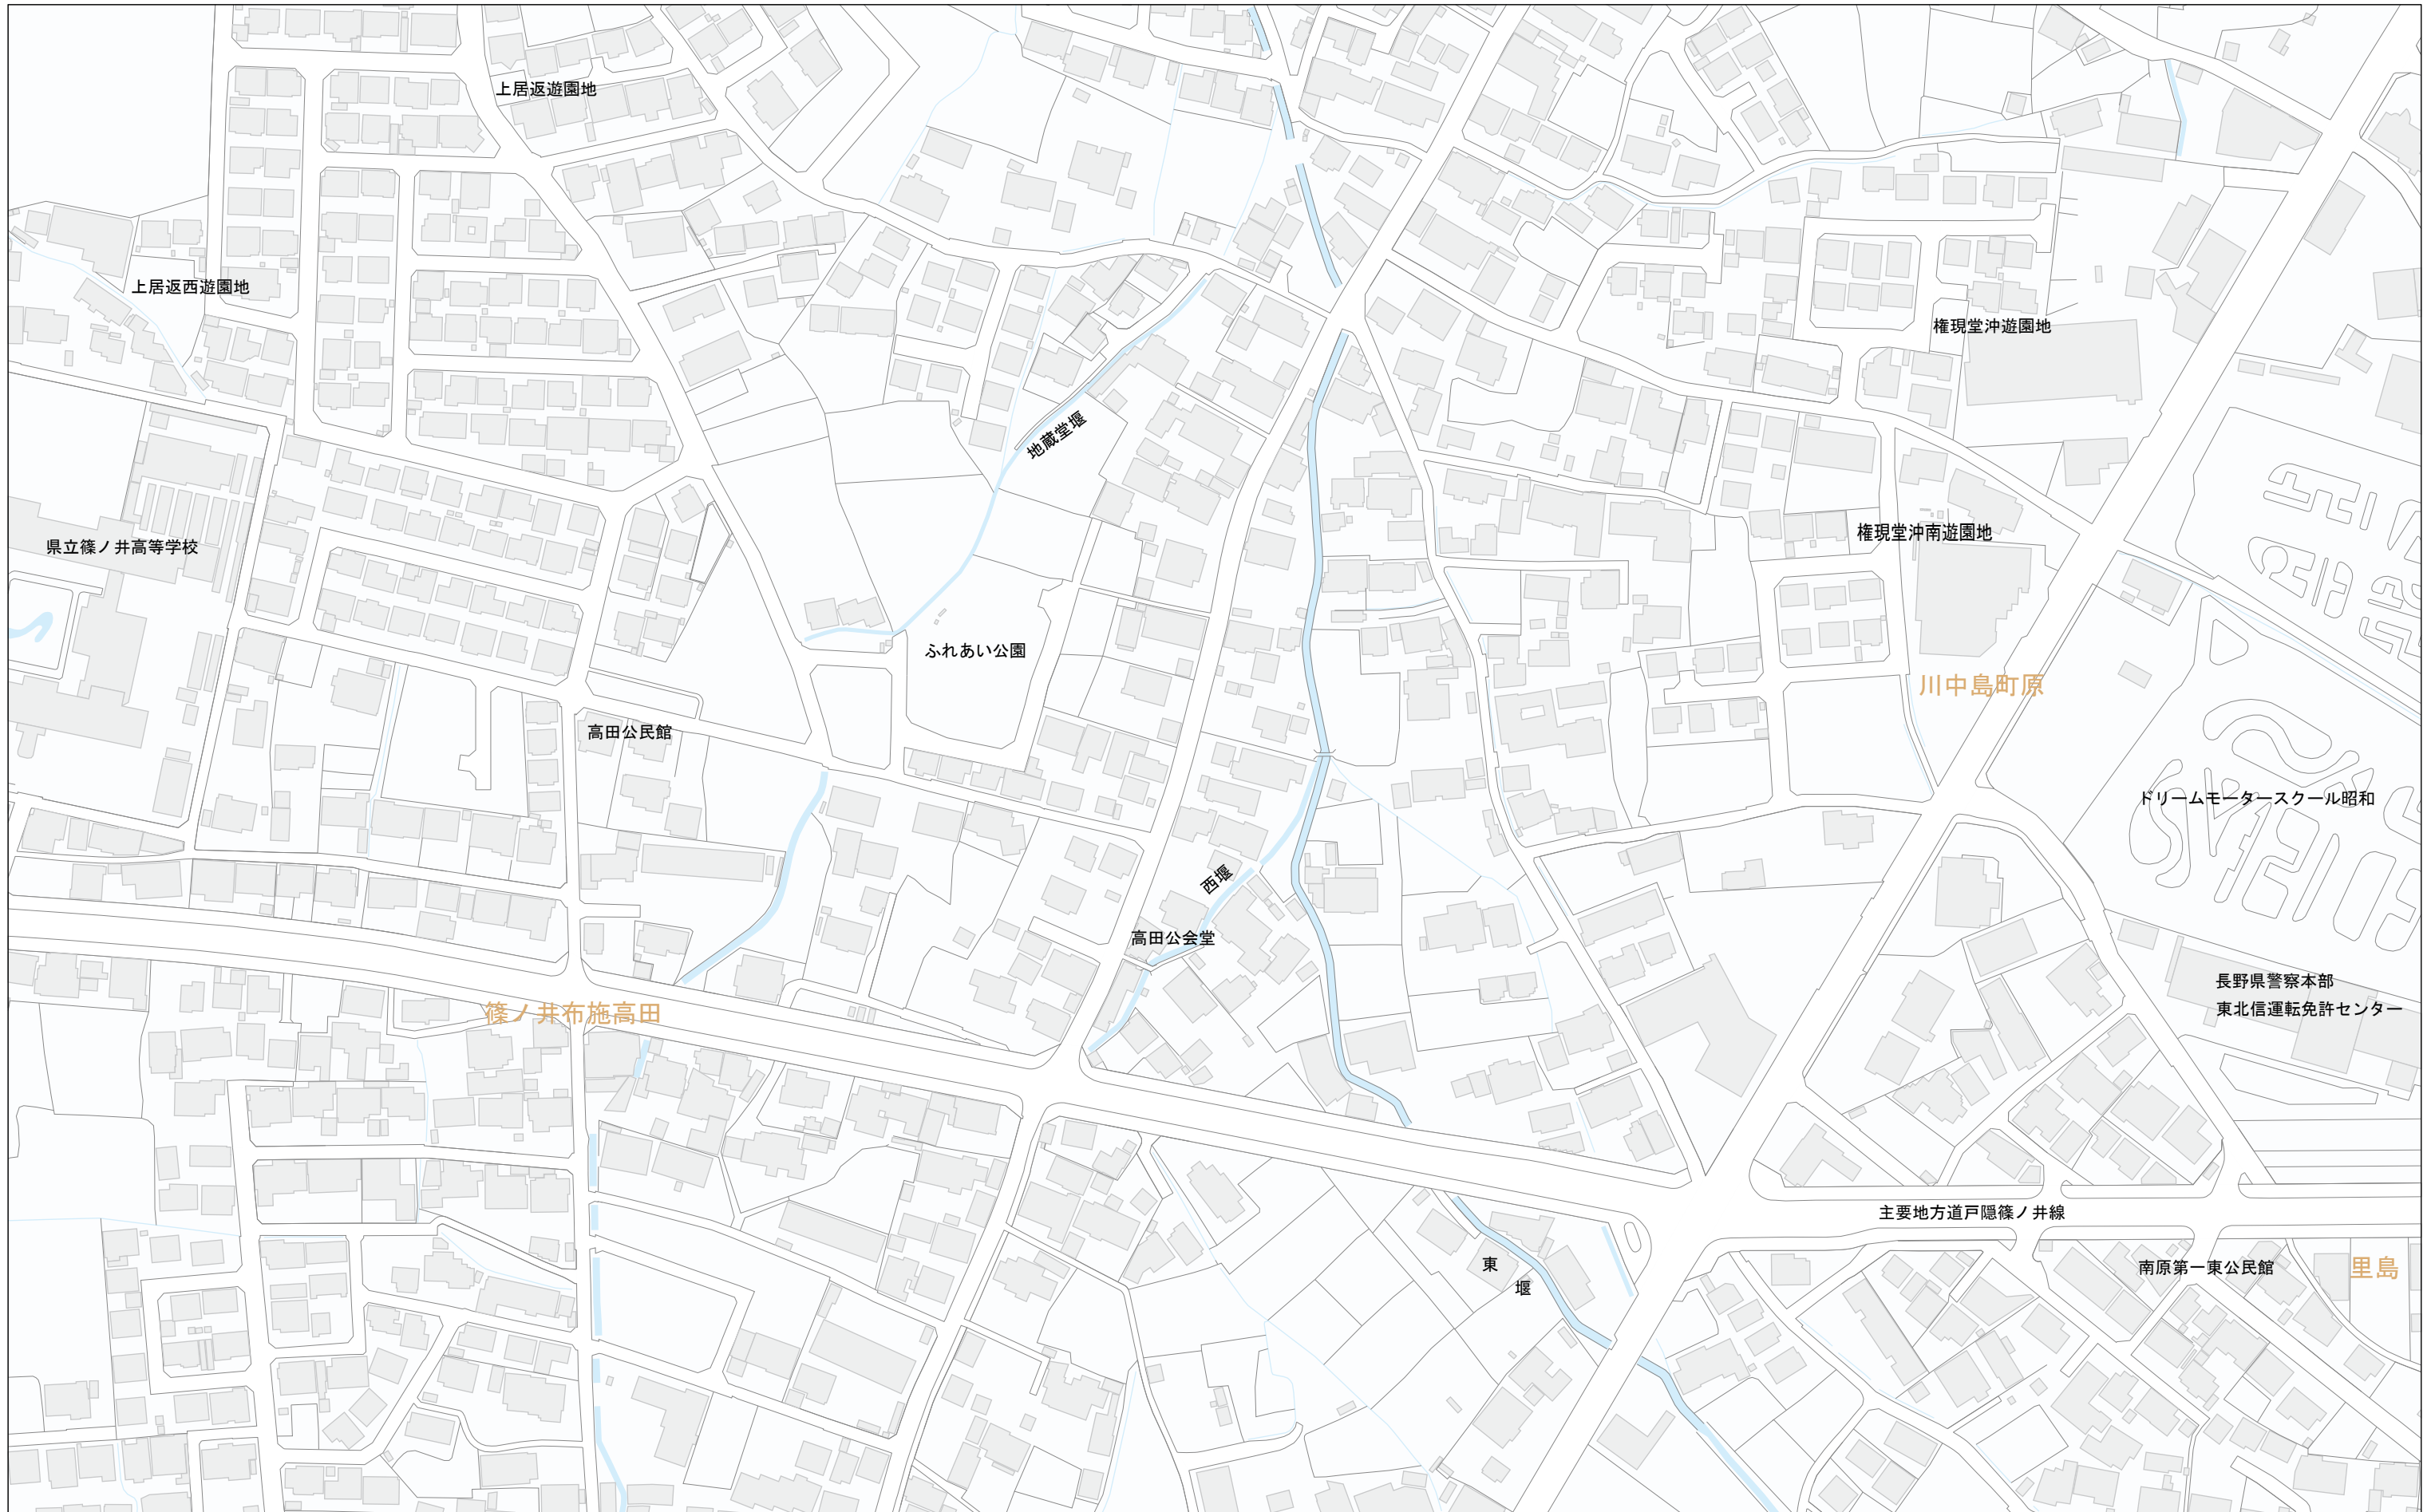 上居返遊園地
上居返西遊園地
権現堂沖遊園地
地蔵堂堰
権現堂沖南遊園地
県立篠ノ井高等学校
ふれあい公園
川中島町原
高田公民館
ドリームモータースクール昭和
西堰
高田公会堂
長野県警察本部
東北信運転免許センター
篠ノ井布施高田
主要地方道戸隠篠ノ井線
東堰
南原第一東公民館
里島